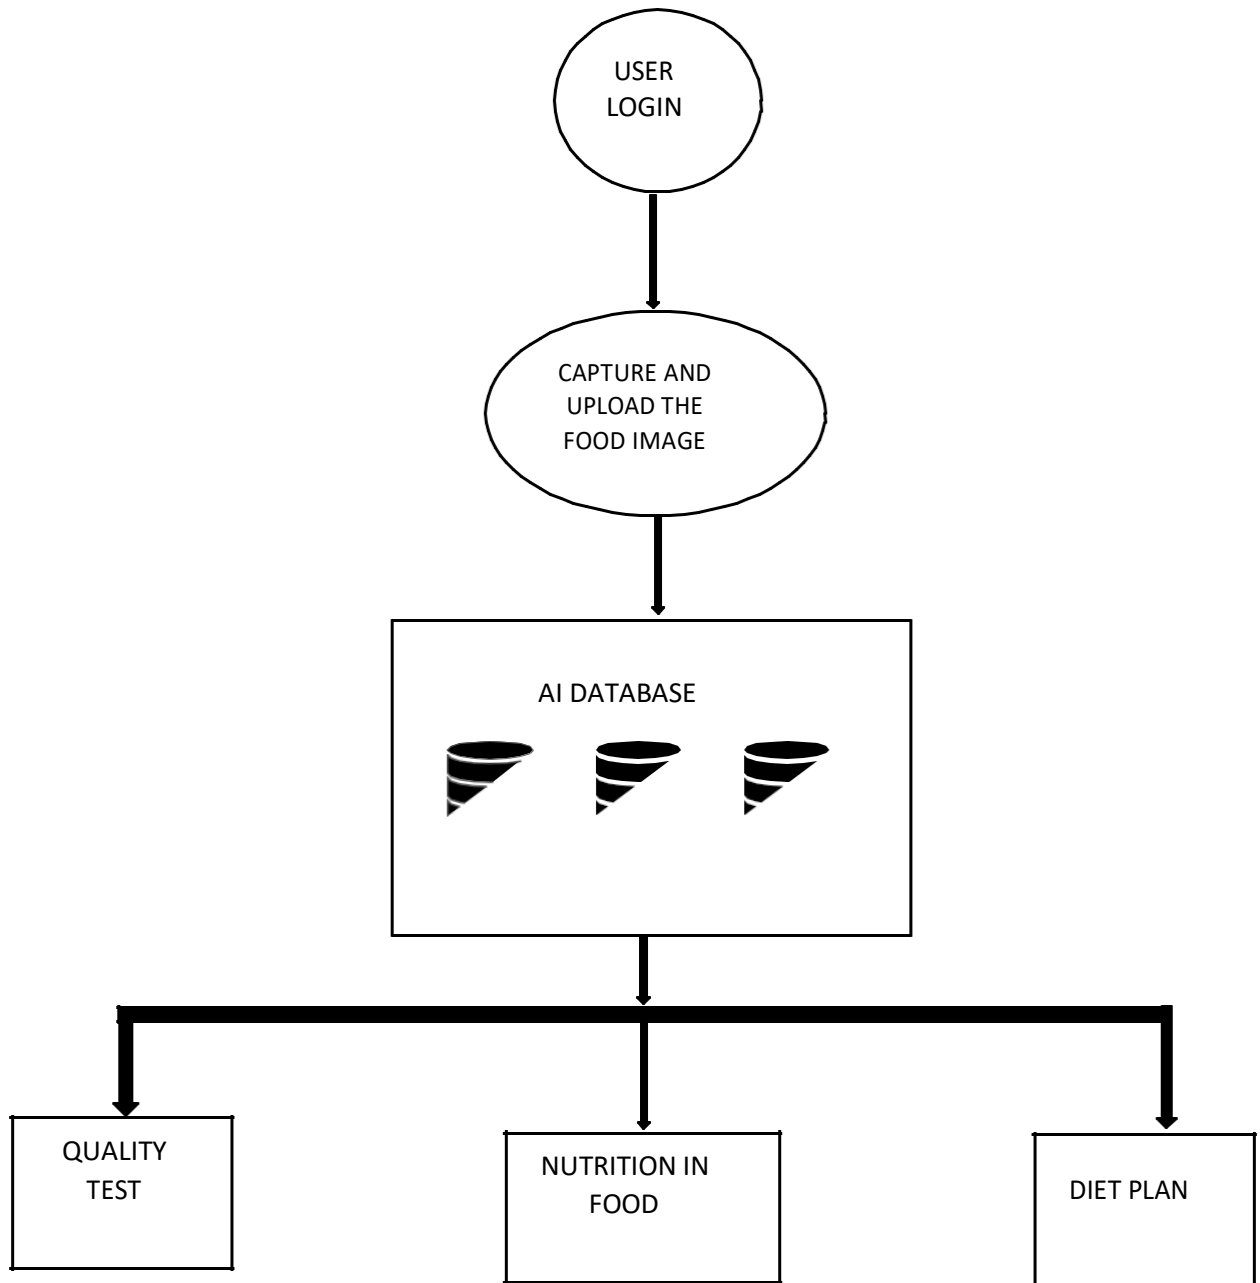 USER
LOGIN
CAPTURE AND
UPLOAD THE
FOOD IMAGE
AI DATABASE
QUALITY
TEST
NUTRITION IN
FOOD
DIET PLAN